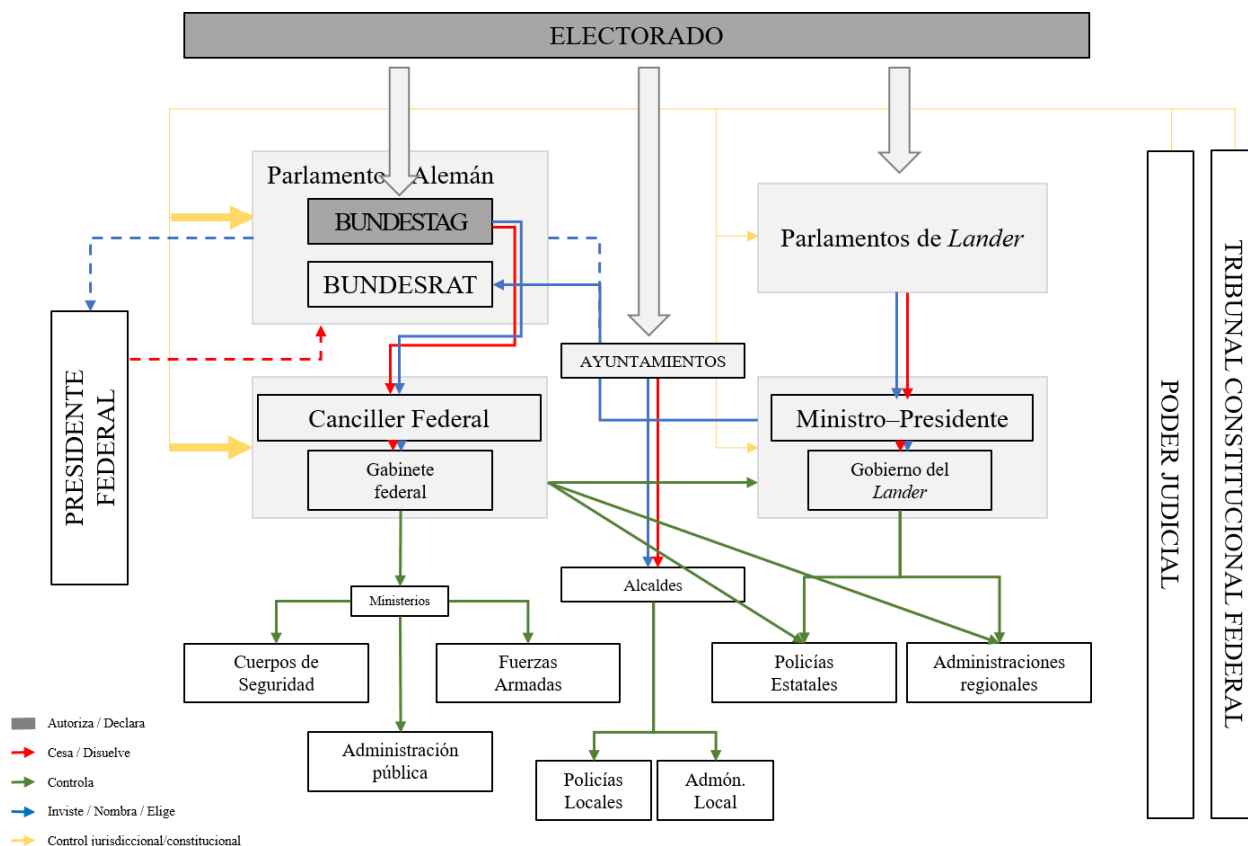 ELECTORADO
Parlamento Alemán
BUNDESTAG
BUNDESRAT
Parlamentos de Lander
PRESIDENTE
FEDERAL
AYUNTAMIENTOS
Canciller Federal
Gabinete
federal
Ministro–Presidente
Gobierno del
Lander
PODER JUDICIAL
TRIBUNAL CONSTITUCIONAL FEDERAL
Ministerios
Alcaldes
Cuerpos de
Seguridad
Fuerzas
Armadas
Policías
Estatales
Administraciones
regionales
Administración
pública
Policías
Locales
Admón.
Local
Autoriza / Declara
Cesa / Disuelve
Controla
Inviste / Nombra / Elige
Control jurisdiccional/constitucional